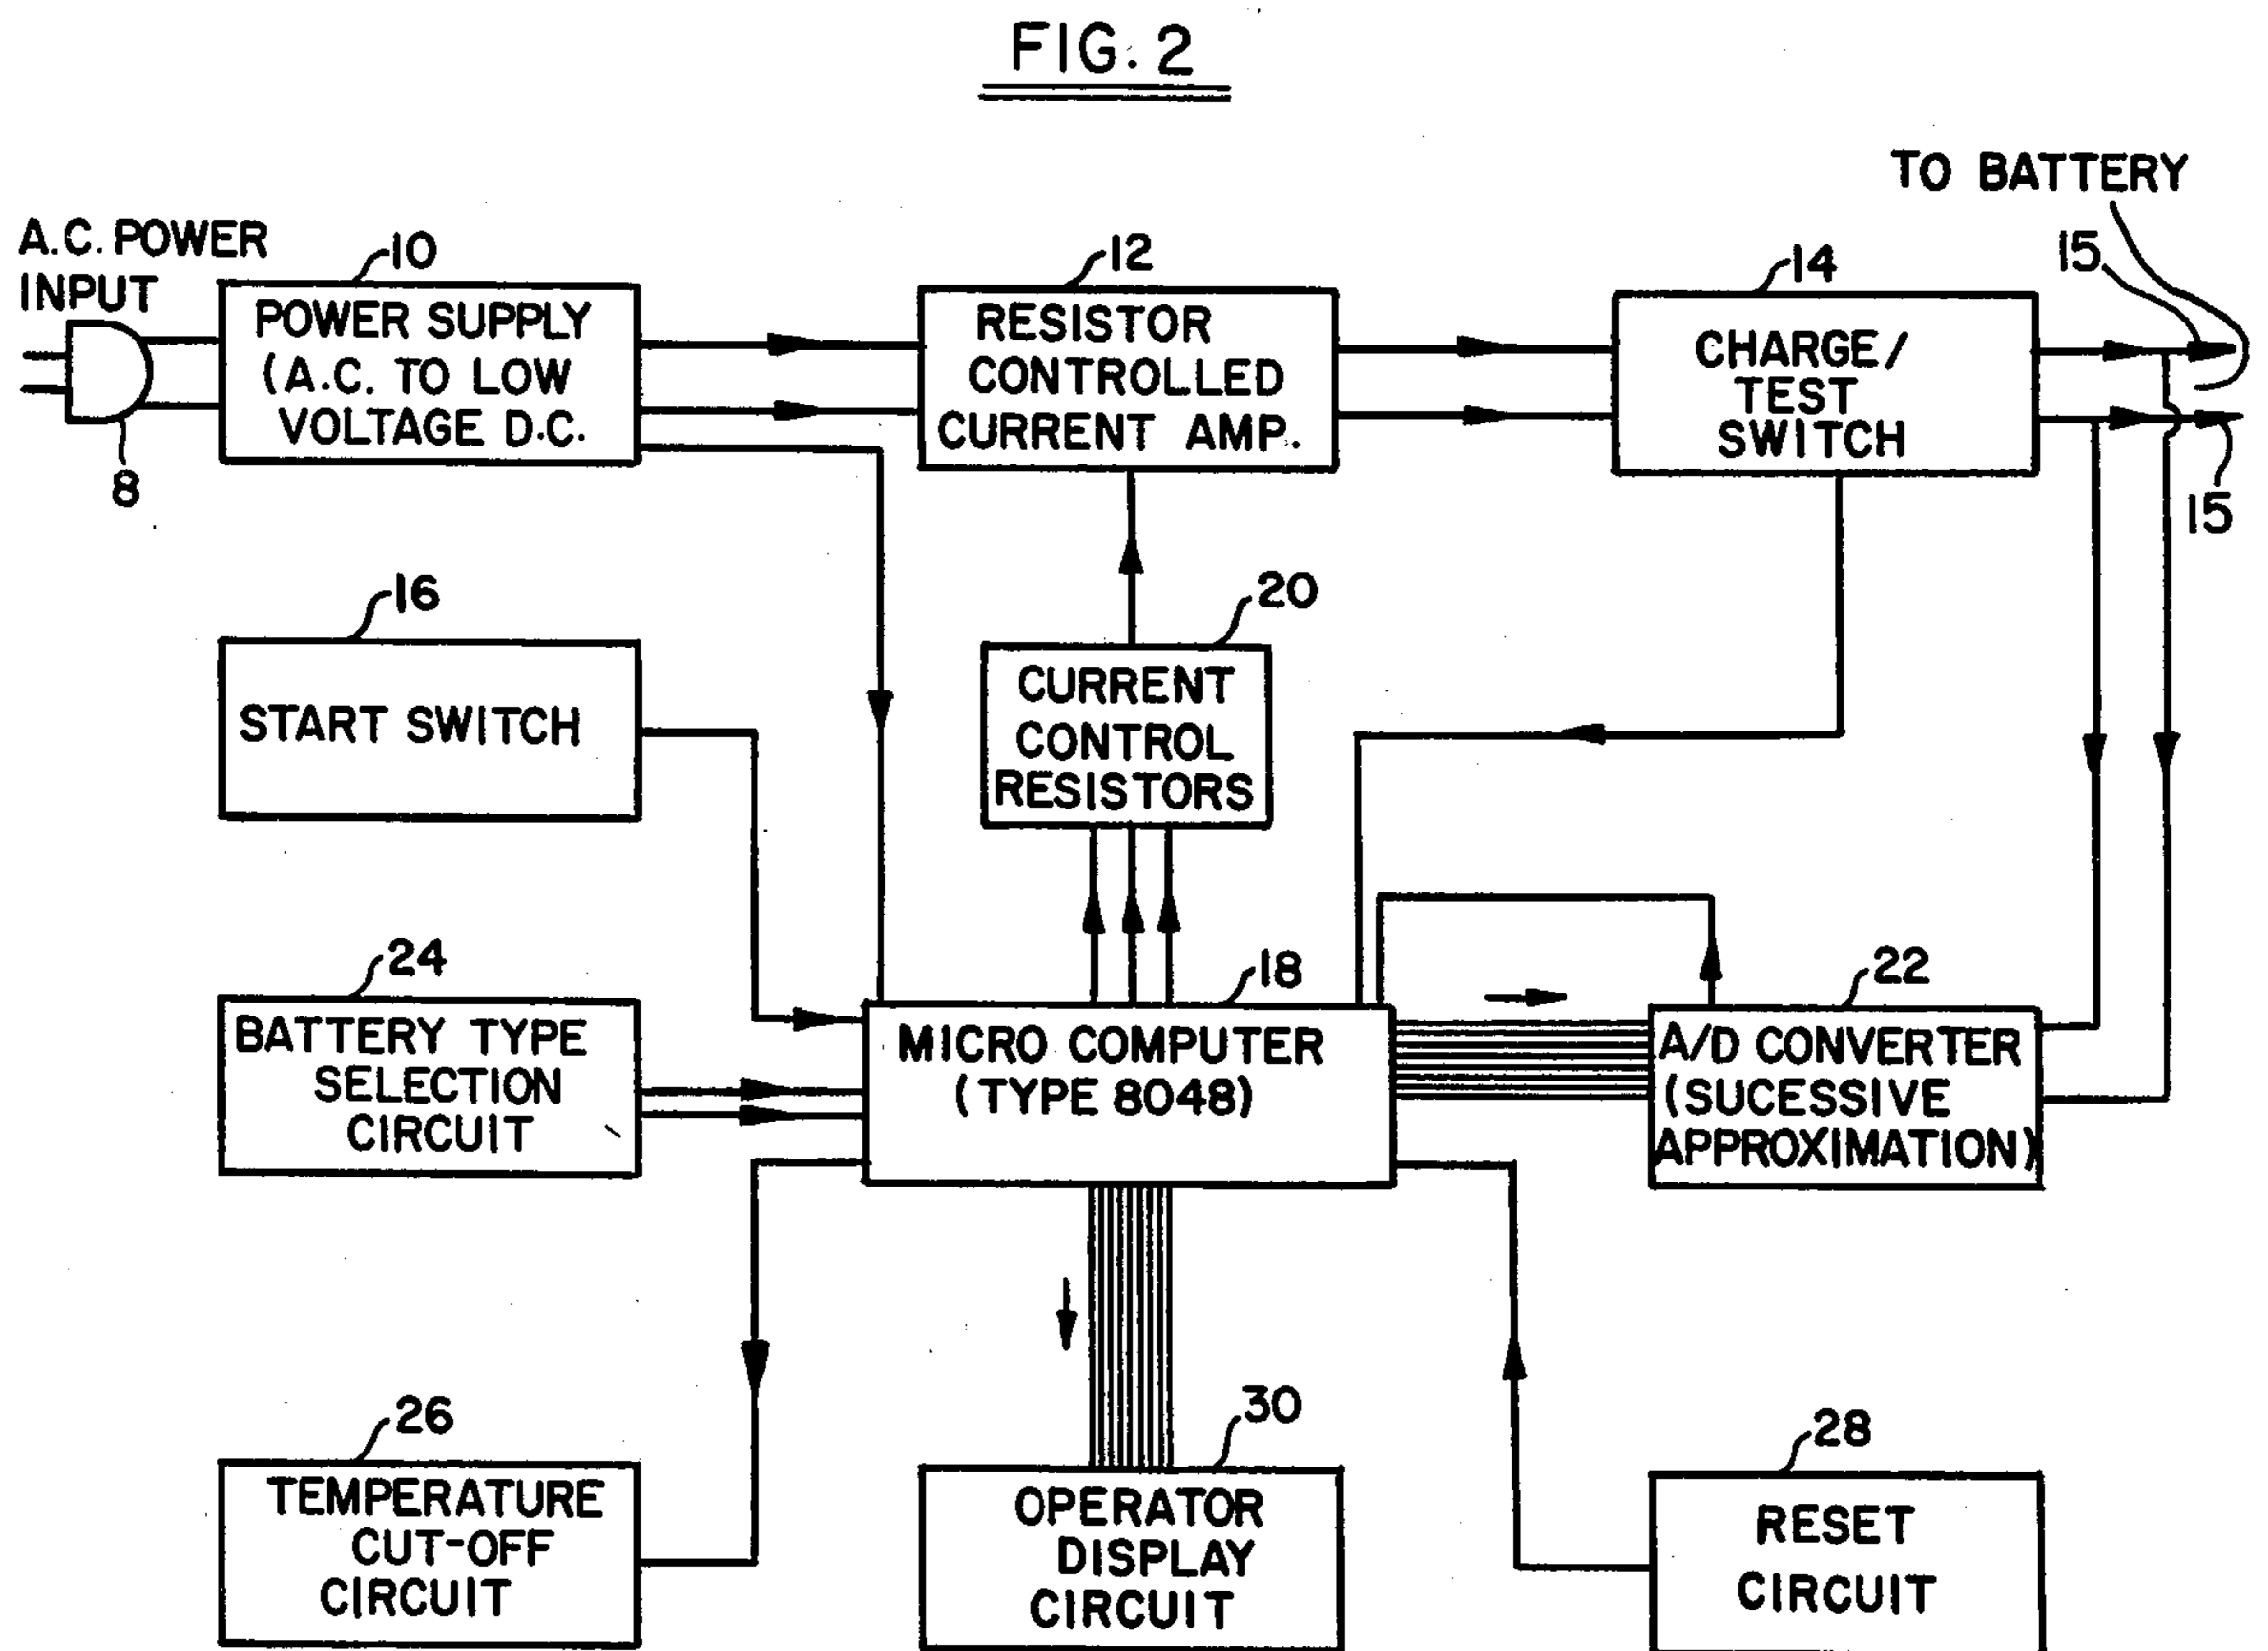 FIG. 2
TO BATTERY
A.C. POWER
INPUT
8
10
POWER SUPPLY
(A.C. TO LOW
VOLTAGE D.C.
12
RESISTOR
CONTROLLED
CURRENT AMP.
14
CHARGE/
TEST
SWITCH
15
15
16
START SWITCH
20
CURRENT
CONTROL
RESISTORS
24
BATTERY TYPE
SELECTION
CIRCUIT
18
MICRO COMPUTER
(TYPE 8048)
22
A/D CONVERTER
(SUCESSIVE
APPROXIMATION)
26
TEMPERATURE
CUT-OFF
CIRCUIT
30
OPERATOR
DISPLAY
CIRCUIT
28
RESET
CIRCUIT